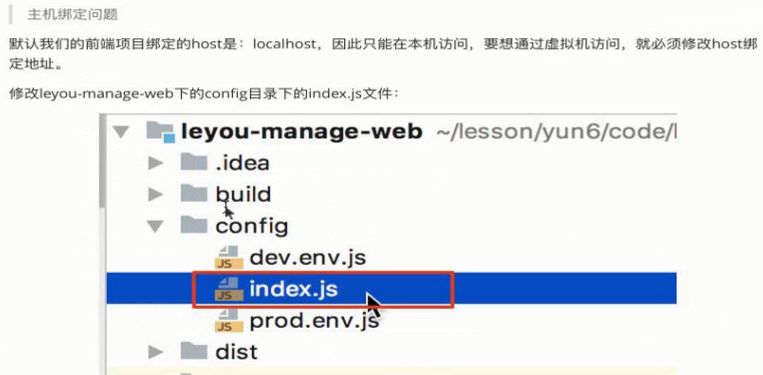 主机绑定问题
默认我们的前端项目绑定的host是：localhost，因此只能在本机访问，要想通过虚拟机访问，就必须修改host绑
定地址。
修改leyou-manage-web下的config目录下的index.js文件：
leyou-manage-web ~/lesson/yun6/code/l
.idea
build
config
JS dev.env.js
JS index.js
JS prod.env.js
dist